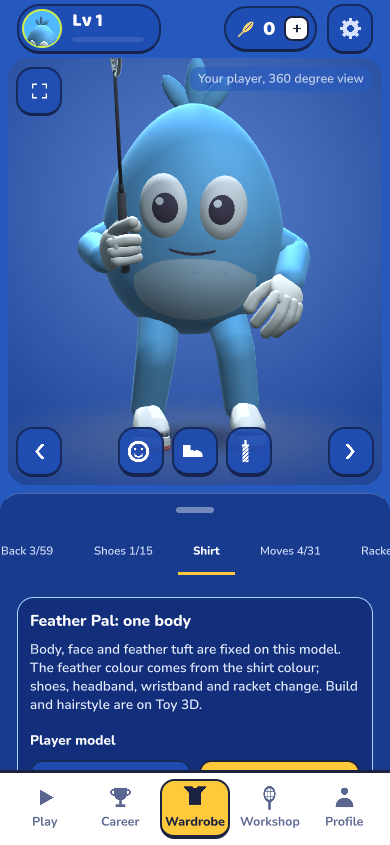 Lv 1
0 +
Your player, 360 degree view
Back 3/59 Shoes 1/15 Shirt Moves 4/31 Racke
Feather Pal: one body
Body, face and feather tuft are fixed on this model.
The feather colour comes from the shirt colour;
shoes, headband, wristband and racket change. Build
and hairstyle are on Toy 3D.
Player model
Play Career Wardrobe Workshop Profile